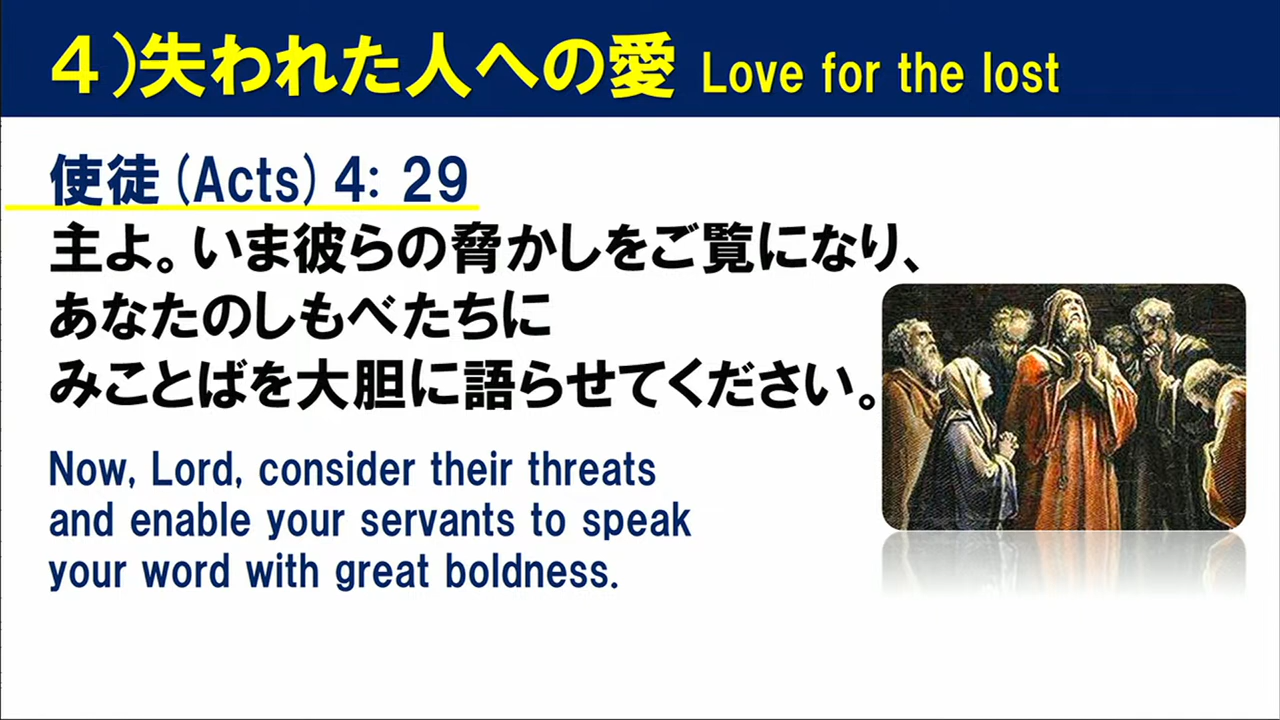 4)失われた人への愛 Love for the lost
使徒(Acts) 4: 29
主よ。いま彼らの脅かしをご覧になり、
あなたのしもべたちに
みことばを大胆に語らせてください。
Now, Lord, consider their threats
and enable your servants to speak
your word with great boldness.